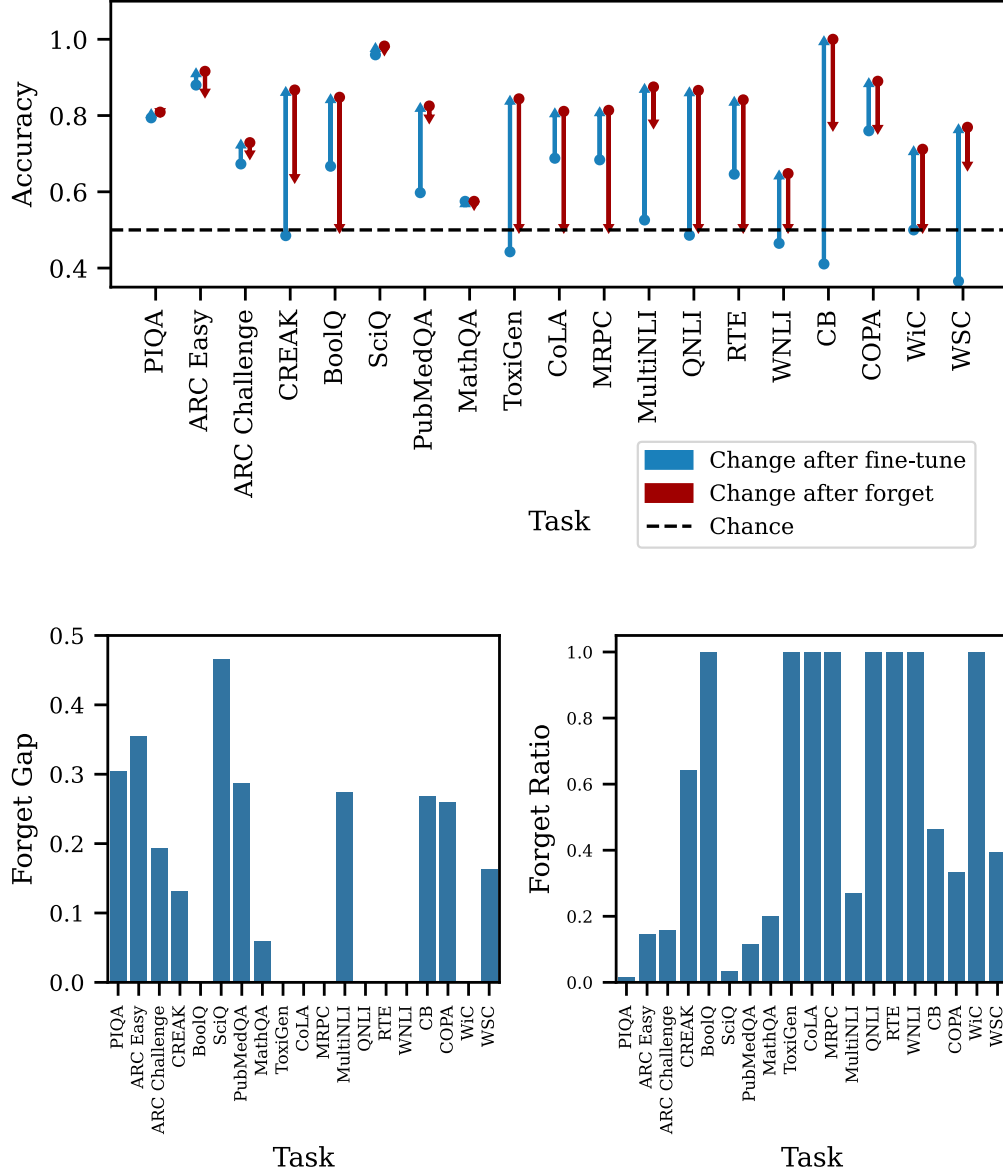 Accuracy
1.0
0.8
0.6
0.4
PIQA
ARC Easy
ARC Challenge
CREAK
BoolQ
SciQ
PubMedQA
MathQA
ToxiGen
CoLA
MRPC
MultiNLI
QNLI
RTE
WNLI
CB
COPA
WiC
WSC
Task
Change after fine-tune
Change after forget
Chance
Forget Gap
0.5
0.4
0.3
0.2
0.1
0.0
PIQA
ARC Easy
ARC Challenge
CREAK
BoolQ
SciQ
PubMedQA
MathQA
ToxiGen
CoLA
MRPC
MultiNLI
QNLI
RTE
WNLI
CB
COPA
WiC
WSC
Task
Forget Ratio
1.0
0.8
0.6
0.4
0.2
0.0
PIQA
ARC Easy
ARC Challenge
CREAK
BoolQ
SciQ
PubMedQA
MathQA
ToxiGen
CoLA
MRPC
MultiNLI
QNLI
RTE
WNLI
CB
COPA
WiC
WSC
Task